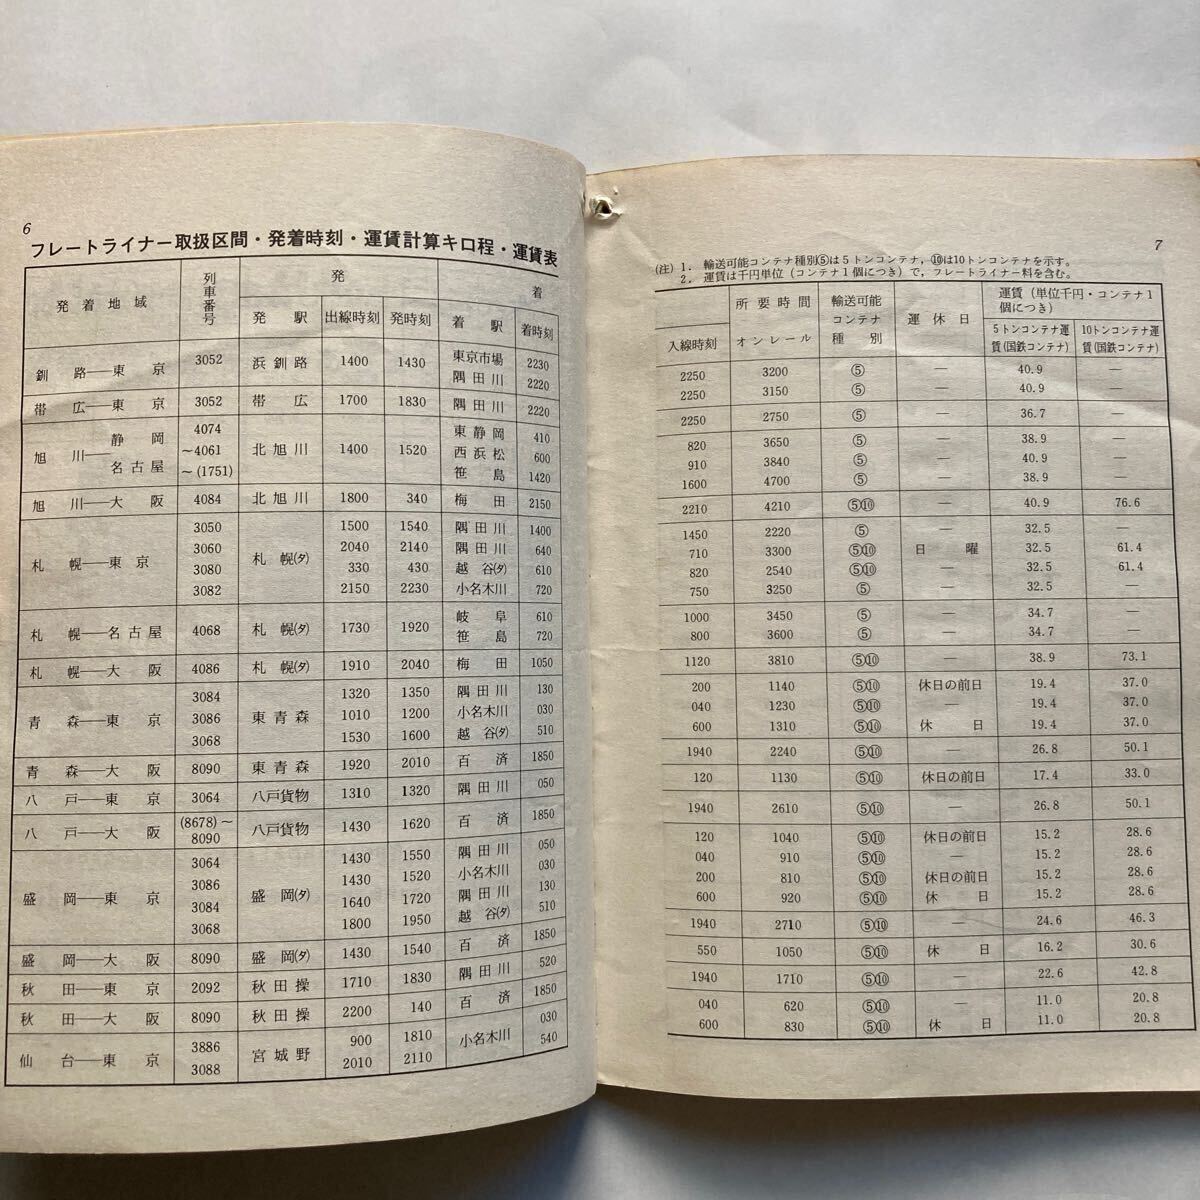 6
フレートライナー取扱区間・発着時刻・運賃計算キロ程・運賃表
発着地域 列車番号 発 着
発駅 出線時刻 発時刻 着駅 着時刻
釧路──東京 3052 浜釧路 1400 1430 東京市場 2230
隅田川 2220
帯広──東京 3052 帯広 1700 1830 隅田川 2220
旭川──静岡 4074 北旭川 1400 1520 東静岡 410
名古屋 ~4061 西浜松 600
~(1751) 笹島 1420
旭川──大阪 4084 北旭川 1800 340 梅田 2150
札幌──東京 3050 札幌(タ) 1500 1540 隅田川 1400
3060 2040 2140 隅田川 640
3080 330 430 越谷(タ) 610
3082 2150 2230 小名木川 720
札幌──名古屋 4068 札幌(タ) 1730 1920 岐阜 610
笹島 720
札幌──大阪 4086 札幌(タ) 1910 2040 梅田 1050
青森──東京 3084 東青森 1320 1350 隅田川 130
3086 1010 1200 小名木川 030
3068 1530 1600 越谷(タ) 510
青森──大阪 8090 東青森 1920 2010 百済 1850
八戸──東京 3064 八戸貨物 1310 1320 隅田川 050
八戸──大阪 (8678)~8090 八戸貨物 1430 1620 百済 1850
盛岡──東京 3064 盛岡(タ) 1430 1550 隅田川 050
3086 1430 1520 小名木川 030
3084 1640 1720 隅田川 130
3068 1800 1950 越谷(タ) 510
盛岡──大阪 8090 盛岡(タ) 1430 1540 百済 1850
秋田──東京 2092 秋田操 1710 1830 隅田川 520
秋田──大阪 8090 秋田操 2200 140 百済 1850
仙台──東京 3886 宮城野 900 1810 小名木川 030
3088 2010 2110 540
7
(注) 1. 輸送可能コンテナ種別⑤は5トンコンテナ,⑩は10トンコンテナを示す。
2. 運賃は千円単位(コンテナ1個につき)で,フレートライナー料を含む。
入線時刻 所要時間オンレール 輸送可能コンテナ種別 運休日 運賃(単位千円・コンテナ1個につき)
5トンコンテナ運賃(国鉄コンテナ) 10トンコンテナ運賃(国鉄コンテナ)
2250 3200 ⑤ — 40.9 —
2250 3150 ⑤ — 40.9 —
2250 2750 ⑤ — 36.7 —
820 3650 ⑤ — 38.9 —
910 3840 ⑤ — 40.9 —
1600 4700 ⑤ — 38.9 —
2210 4210 ⑤⑩ — 40.9 76.6
1450 2220 ⑤ — 32.5 —
710 3300 ⑤⑩ 日曜 32.5 61.4
820 2540 ⑤⑩ — 32.5 61.4
750 3250 ⑤ — 32.5 —
1000 3450 ⑤ — 34.7 —
800 3600 ⑤ — 34.7 —
1120 3810 ⑤⑩ — 38.9 73.1
200 1140 ⑤⑩ 休日の前日 19.4 37.0
040 1230 ⑤⑩ — 19.4 37.0
600 1310 ⑤⑩ 休日 19.4 37.0
1940 2240 ⑤⑩ — 26.8 50.1
120 1130 ⑤⑩ 休日の前日 17.4 33.0
1940 2610 ⑤⑩ — 26.8 50.1
120 1040 ⑤⑩ 休日の前日 15.2 28.6
040 910 ⑤⑩ — 15.2 28.6
200 810 ⑤⑩ 休日の前日 15.2 28.6
600 920 ⑤⑩ 休日 15.2 28.6
1940 2710 ⑤⑩ — 24.6 46.3
550 1050 ⑤⑩ 休日 16.2 30.6
1940 1710 ⑤⑩ — 22.6 42.8
040 620 ⑤⑩ — 11.0 20.8
600 830 ⑤⑩ 休日 11.0 20.8